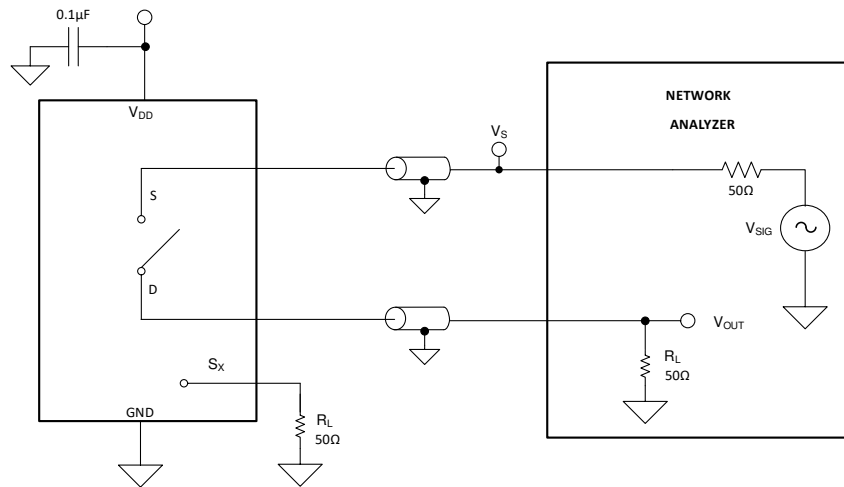 0.1µF
V_DD
NETWORK
ANALYZER
V_S
50Ω
S
V_SIG
D
V_OUT
S_X
R_L
50Ω
GND
R_L
50Ω